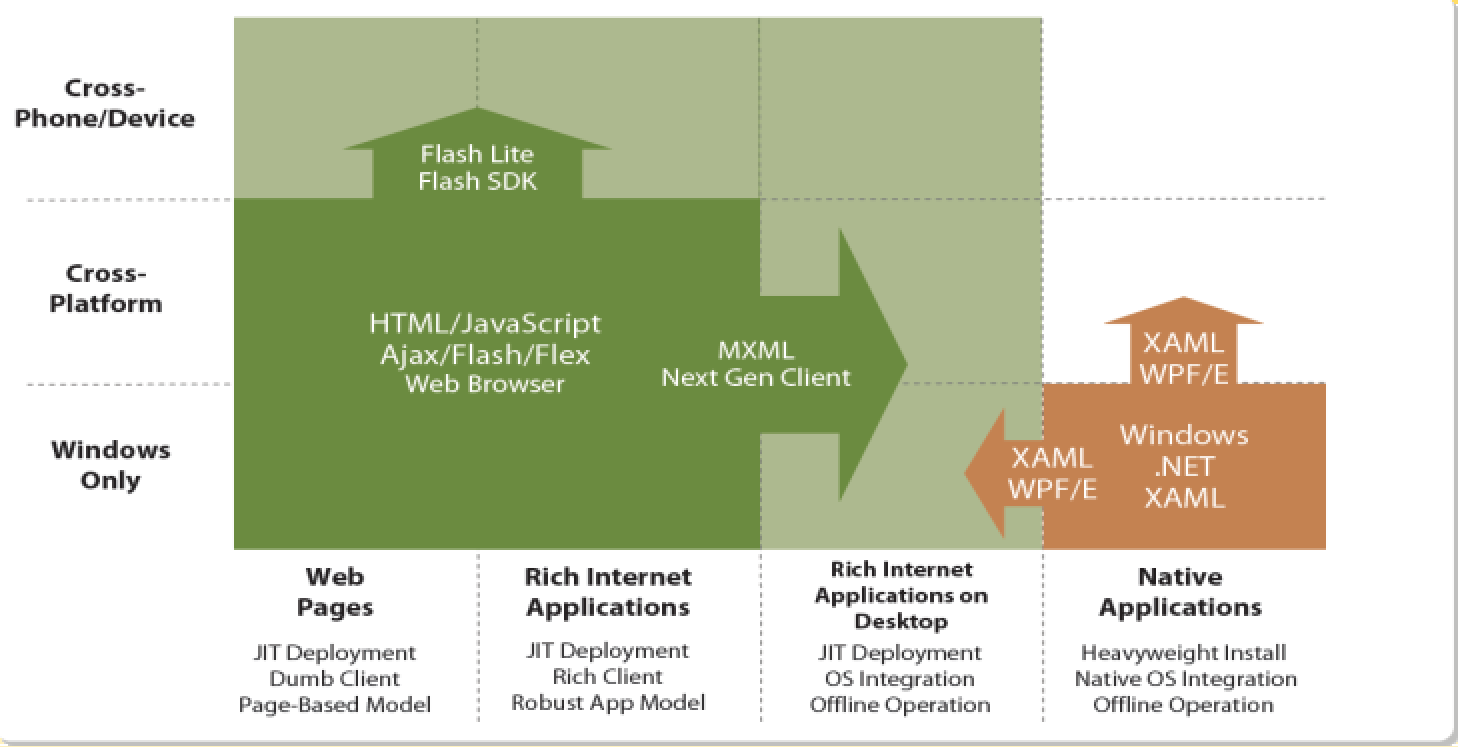 Cross-
Phone/Device
Flash Lite
Flash SDK
Cross-
Platform
HTML/JavaScript
Ajax/Flash/Flex
Web Browser
MXML
Next Gen Client
XAML
WPF/E
Windows
Only
XAML
WPF/E
Windows
.NET
XAML
Web
Pages
JIT Deployment
Dumb Client
Page-Based Model
Rich Internet
Applications
JIT Deployment
Rich Client
Robust App Model
Rich Internet
Applications on
Desktop
JIT Deployment
OS Integration
Offline Operation
Native
Applications
Heavyweight Install
Native OS Integration
Offline Operation